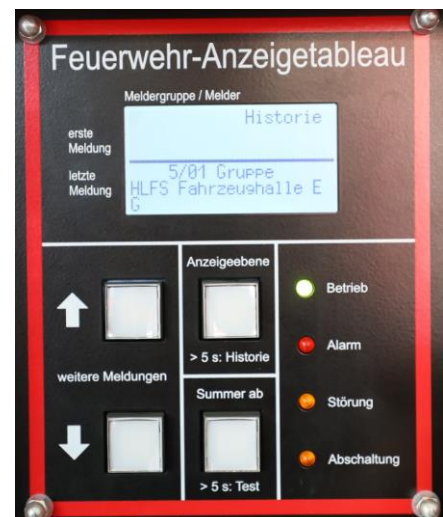 Feuerwehr-Anzeigetableau
Meldergruppe / Melder
erste
Meldung
Historie
letzte
Meldung
5/01 Gruppe
HLFS Fahrzeughalle E
G
Anzeigeebene
Betrieb
> 5 s: Historie
Alarm
weitere Meldungen
Summer ab
Störung
> 5 s: Test
Abschaltung